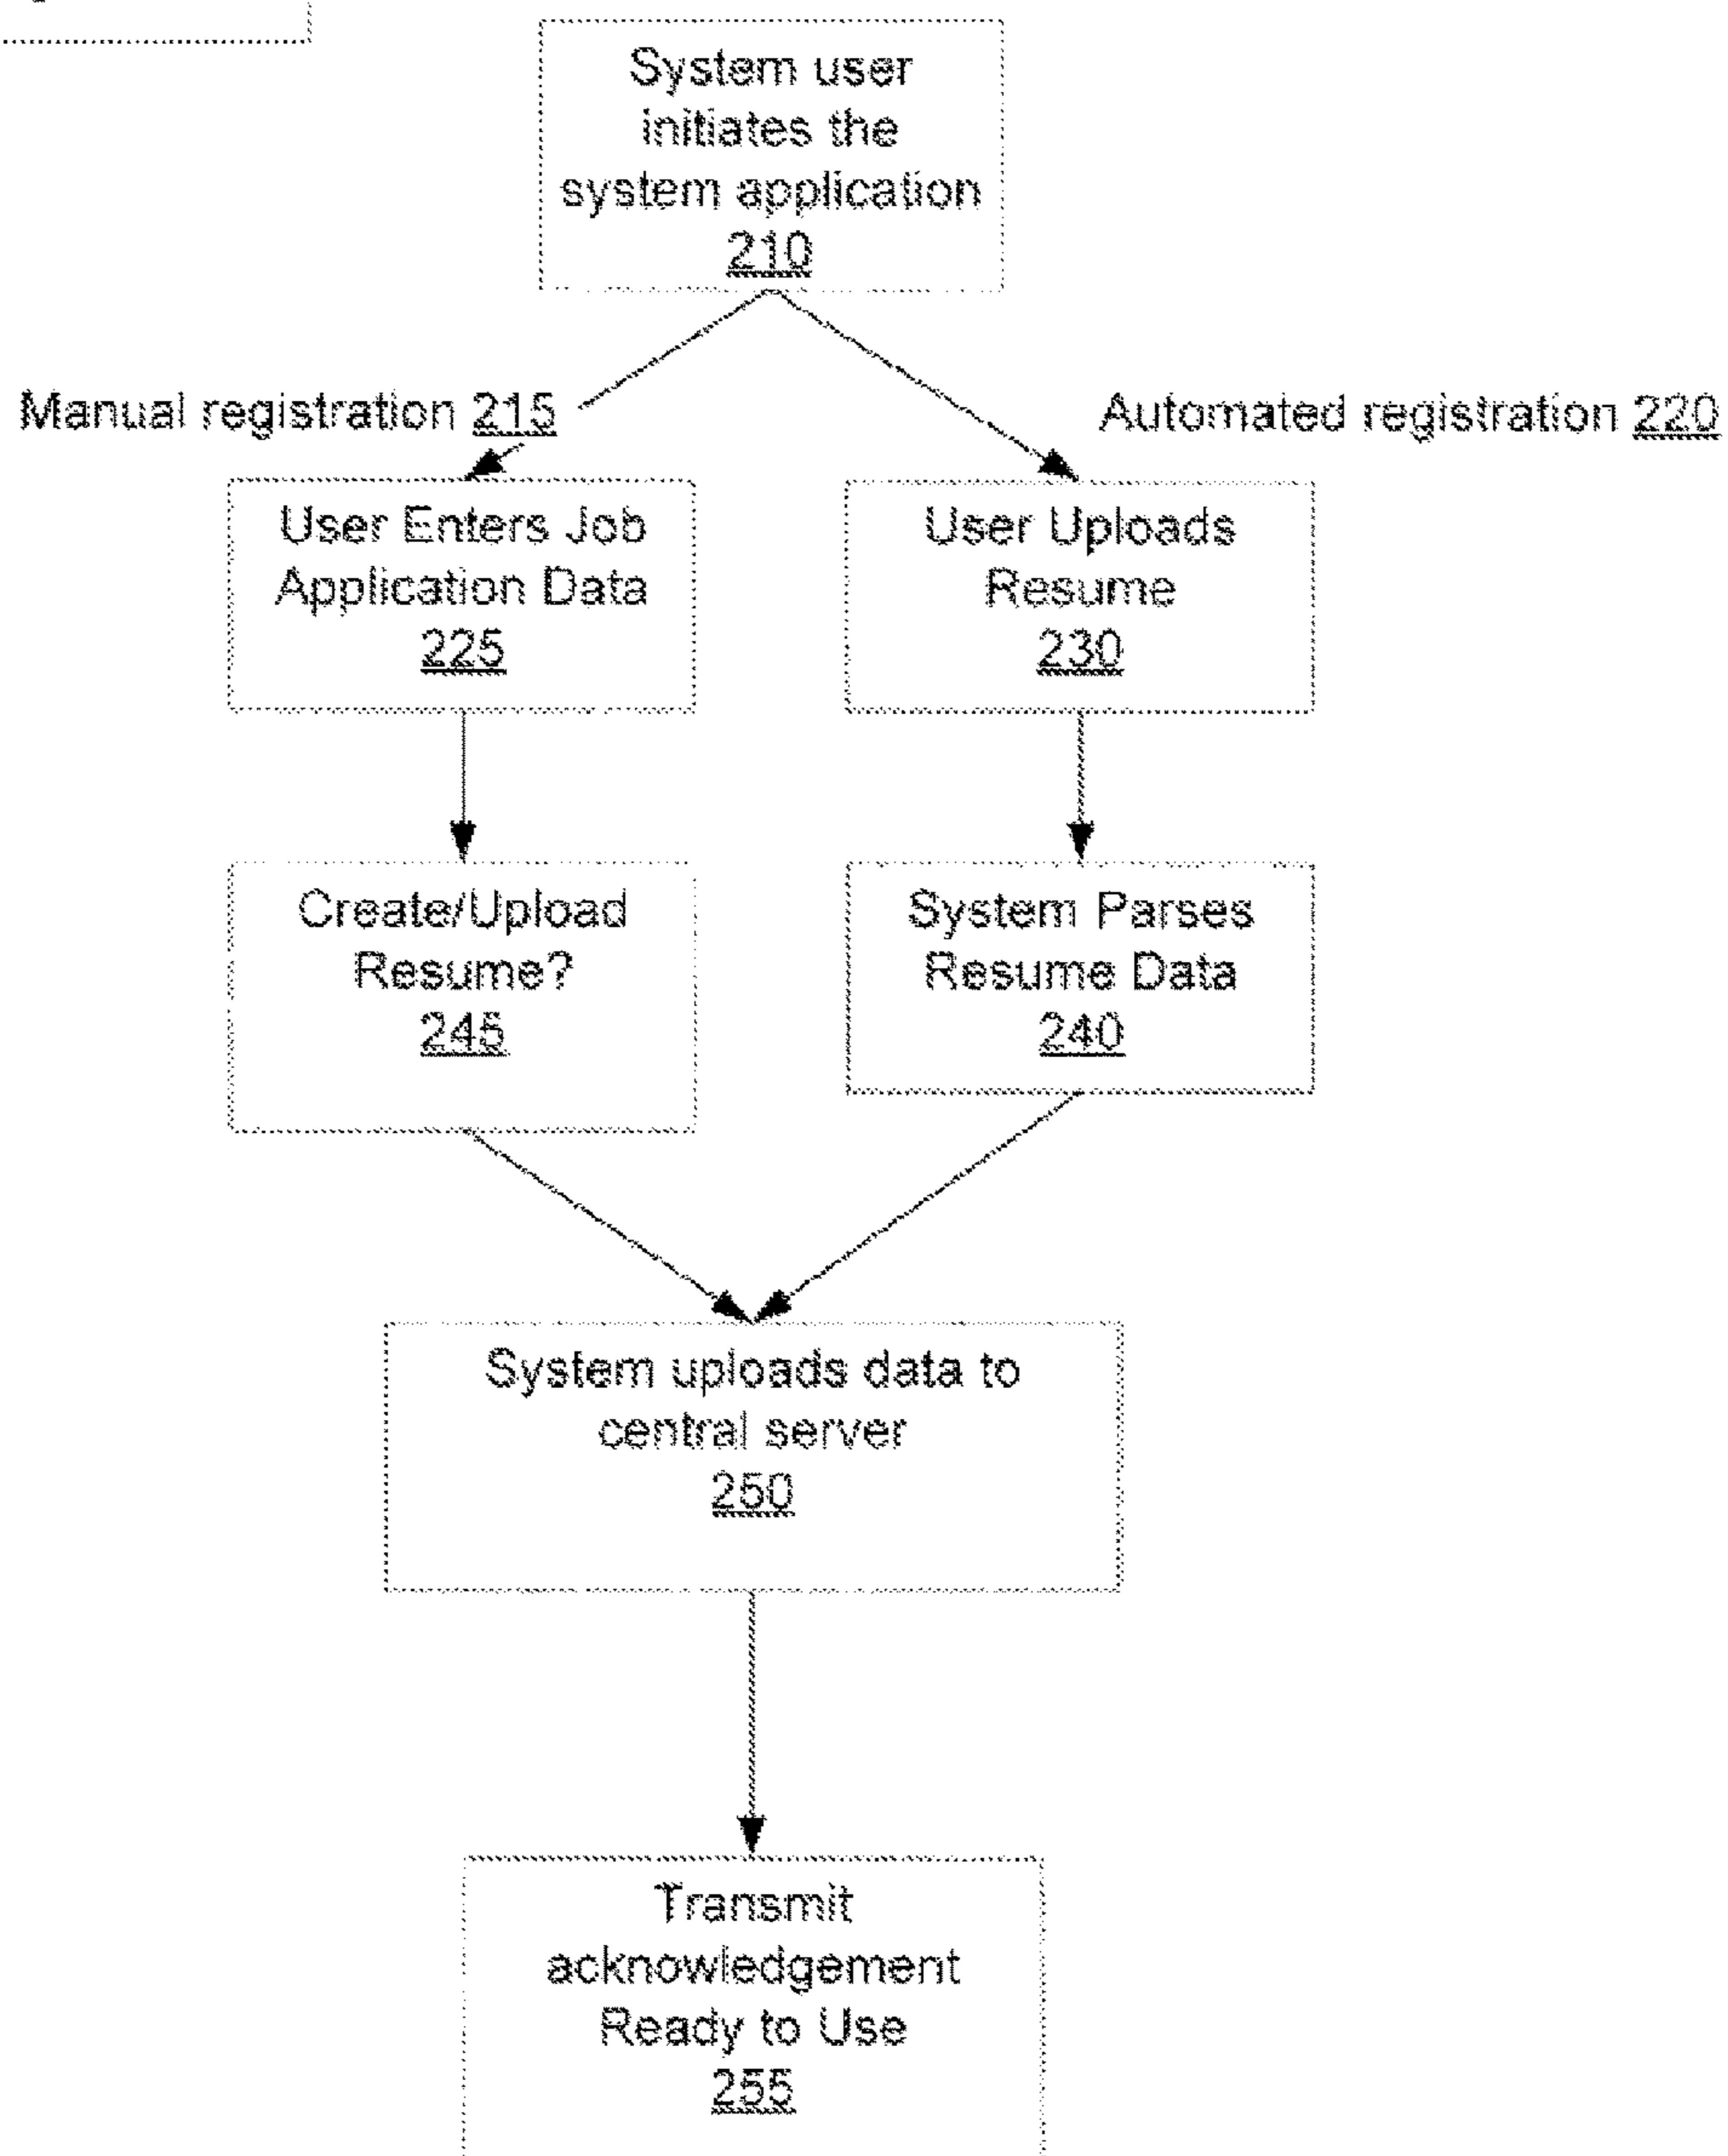 System user
initiates the
system application
210
Manual registration 215
Automated registration 220
User Enters Job
Application Data
225
User Uploads
Resume
230
Create/Upload
Resume?
245
System Parses
Resume Data
240
System uploads data to
central server
250
Transmit
acknowledgement
Ready to Use
255